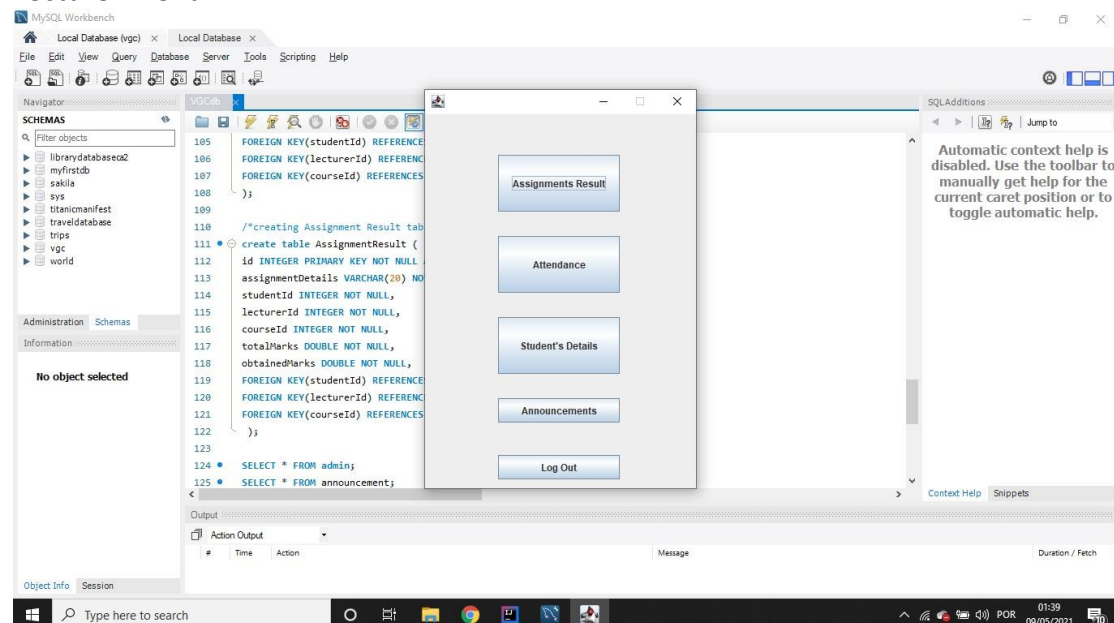 MySQL Workbench
Local Database (vgc) × Local Database ×
File Edit View Query Database Server Tools Scripting Help
Navigator
SCHEMAS
Filter objects
librarydatabaseca2
myfirstdb
sakila
sys
titanicmanifest
traveldatabase
trips
vgc
world
Administration Schemas
Information
No object selected
Object Info Session
VGCdb ×
105 FOREIGN KEY(studentId) REFERENCE
106 FOREIGN KEY(lecturerId) REFERENC
107 FOREIGN KEY(courseId) REFERENCES
108 );
109
110 /*creating Assignment Result tab
111 create table AssignmentResult (
112 id INTEGER PRIMARY KEY NOT NULL
113 assignmentDetails VARCHAR(20) NO
114 studentId INTEGER NOT NULL,
115 lecturerId INTEGER NOT NULL,
116 courseId INTEGER NOT NULL,
117 totalMarks DOUBLE NOT NULL,
118 obtainedMarks DOUBLE NOT NULL,
119 FOREIGN KEY(studentId) REFERENCE
120 FOREIGN KEY(lecturerId) REFERENC
121 FOREIGN KEY(courseId) REFERENCES
122 );
123
124 SELECT * FROM admin;
125 SELECT * FROM announcement;
Assignments Result
Attendance
Student's Details
Announcements
Log Out
SQLAdditions
Jump to
Automatic context help is
disabled. Use the toolbar to
manually get help for the
current caret position or to
toggle automatic help.
Context Help Snippets
Output
Action Output
# Time Action Message Duration / Fetch
Type here to search
POR
01:39
09/05/2021